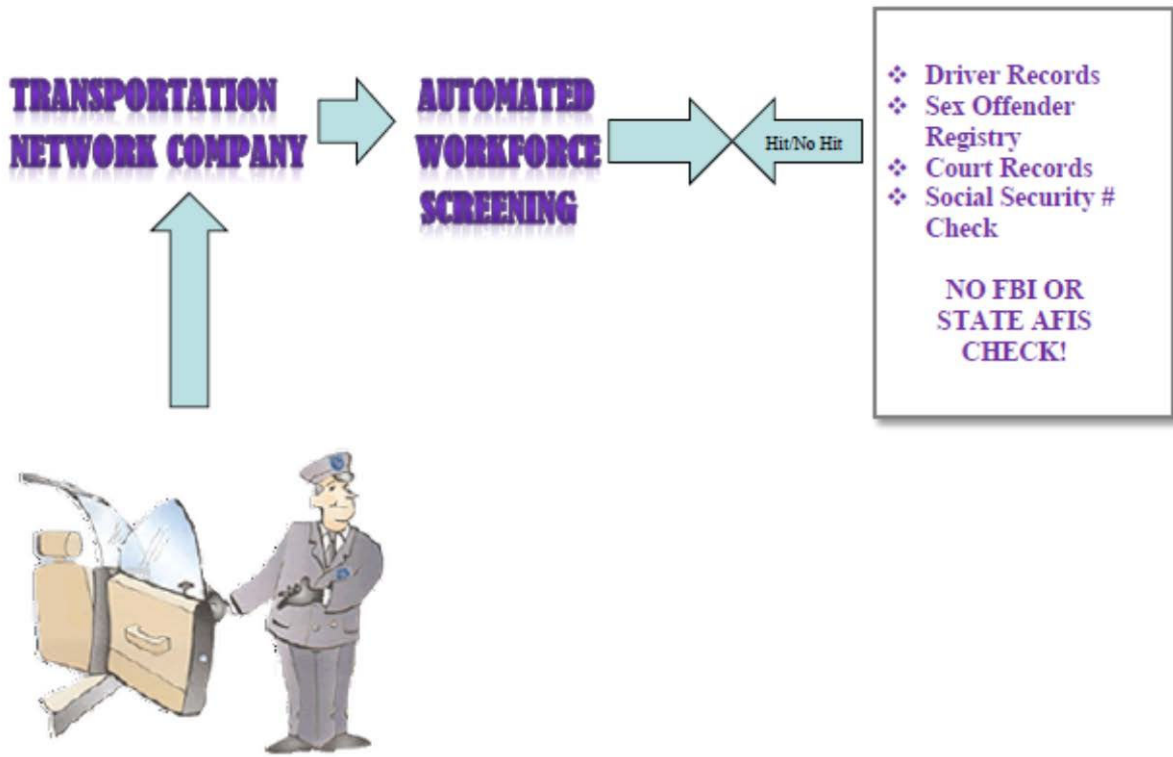 TRANSPORTATION
NETWORK COMPANY
AUTOMATED
WORKFORCE
SCREENING
Hit/No Hit
❖ Driver Records
❖ Sex Offender
Registry
❖ Court Records
❖ Social Security #
Check
NO FBI OR
STATE AFIS
CHECK!